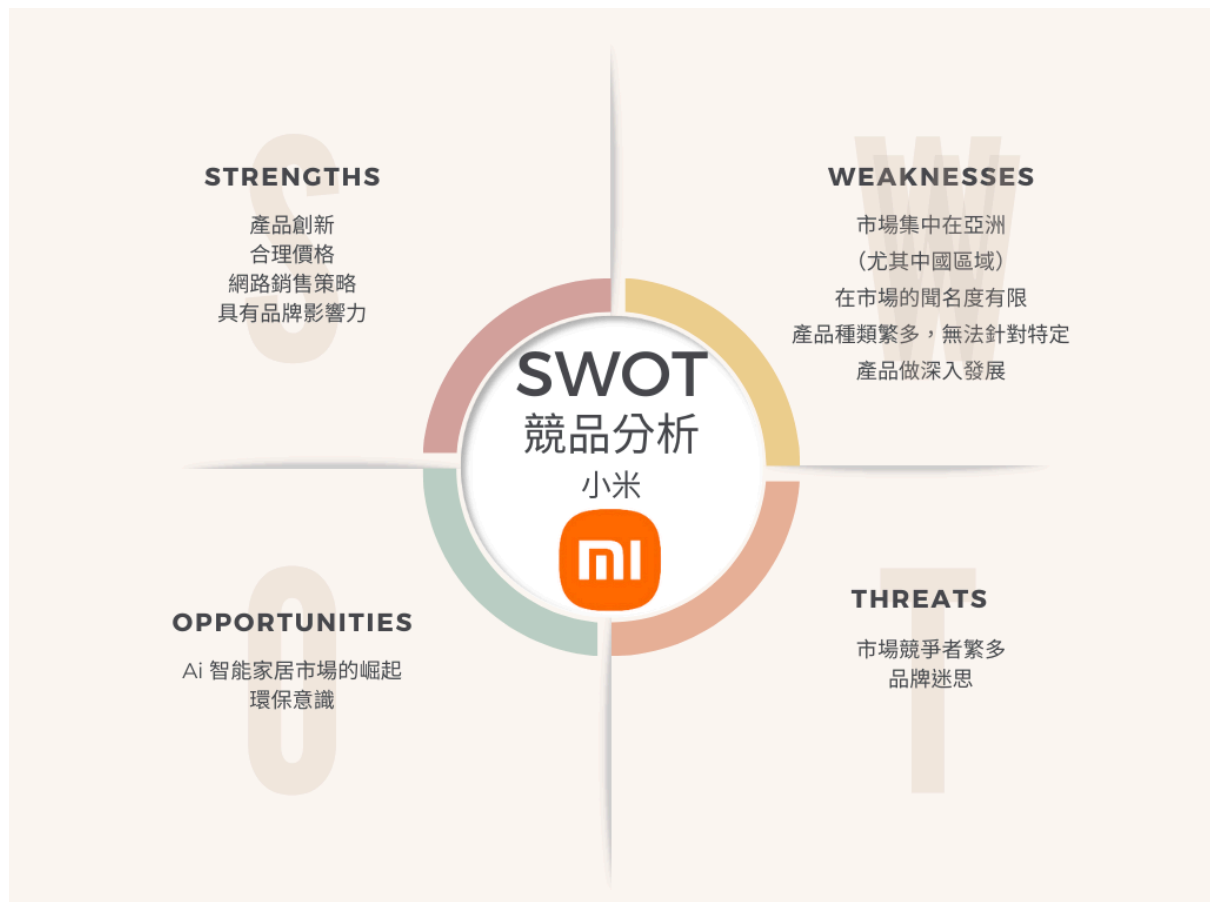 STRENGTHS
產品創新
合理價格
網路銷售策略
具有品牌影響力
WEAKNESSES
市場集中在亞洲
（尤其中國區域）
在市場的聞名度有限
產品種類繁多，無法針對特定
產品做深入發展
SWOT
競品分析
小米
mi
OPPORTUNITIES
Ai 智能家居市場的崛起
環保意識
THREATS
市場競爭者繁多
品牌迷思
S
W
O
T